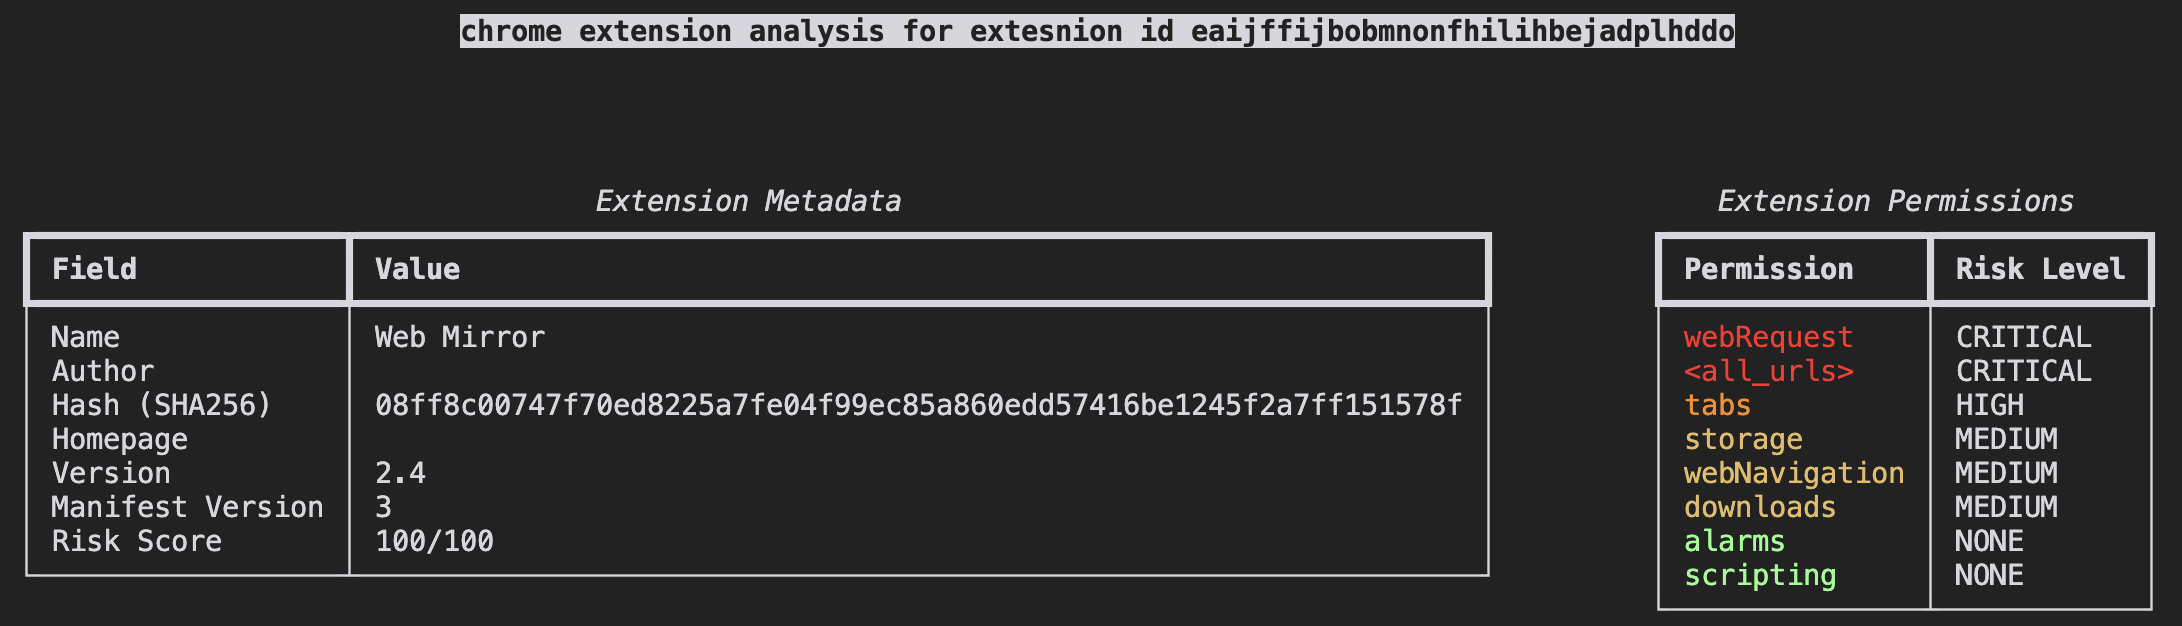 chrome extension analysis for extesnion id eaijffijbobmnonfhilihbejadplhddo
Extension Metadata
Field Value
Name Web Mirror
Author
Hash (SHA256) 08ff8c00747f70ed8225a7fe04f99ec85a860edd57416be1245f2a7ff151578f
Homepage
Version 2.4
Manifest Version 3
Risk Score 100/100
Extension Permissions
Permission Risk Level
webRequest CRITICAL
<all_urls> CRITICAL
tabs HIGH
storage MEDIUM
webNavigation MEDIUM
downloads MEDIUM
alarms NONE
scripting NONE